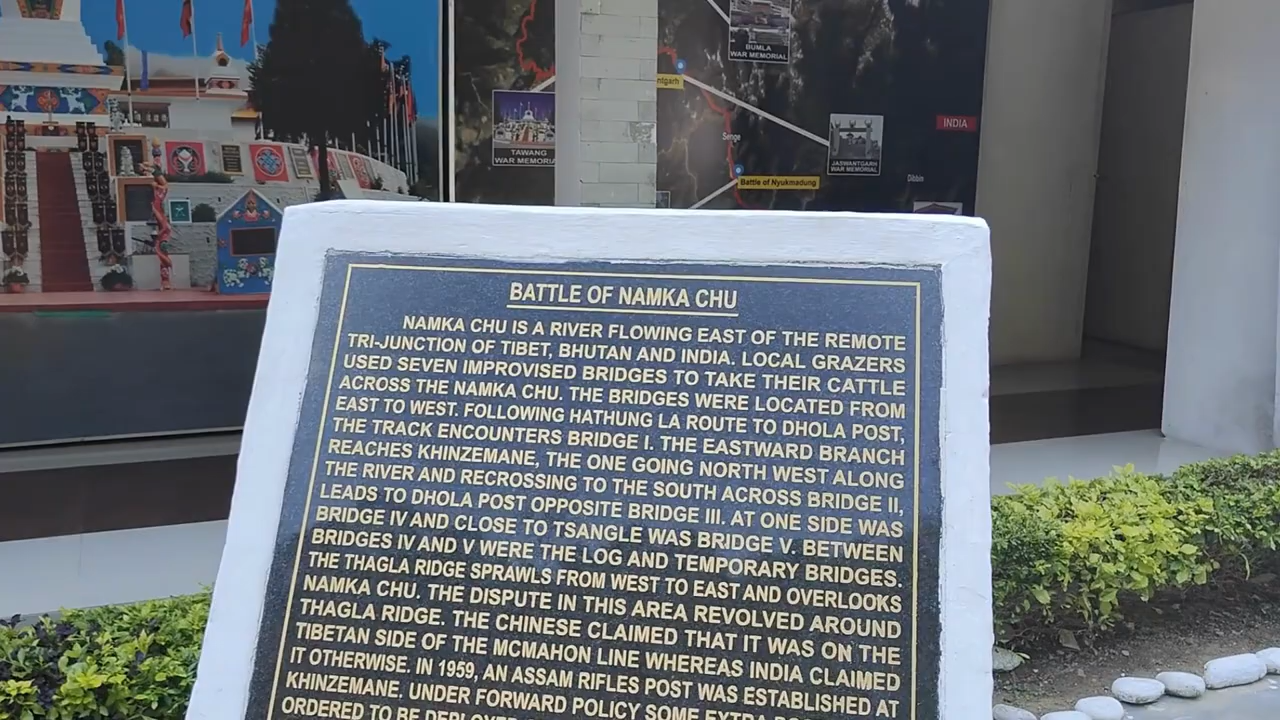 BUMLA
WAR MEMORIAL
ntgarh
TAWANG
WAR MEMORIA
Senge
JASWANTGARH
WAR MEMORIAL
INDIA
Battle of Nyukmadung
Dibbin
BATTLE OF NAMKA CHU
NAMKA CHU IS A RIVER FLOWING EAST OF THE REMOTE
TRI-JUNCTION OF TIBET, BHUTAN AND INDIA. LOCAL GRAZERS
USED SEVEN IMPROVISED BRIDGES TO TAKE THEIR CATTLE
ACROSS THE NAMKA CHU. THE BRIDGES WERE LOCATED FROM
EAST TO WEST. FOLLOWING HATHUNG LA ROUTE TO DHOLA POST,
THE TRACK ENCOUNTERS BRIDGE I. THE EASTWARD BRANCH
REACHES KHINZEMANE, THE ONE GOING NORTH WEST ALONG
THE RIVER AND RECROSSING TO THE SOUTH ACROSS BRIDGE II,
LEADS TO DHOLA POST OPPOSITE BRIDGE III. AT ONE SIDE WAS
BRIDGE IV AND CLOSE TO TSANGLE WAS BRIDGE V. BETWEEN
BRIDGES IV AND V WERE THE LOG AND TEMPORARY BRIDGES.
THE THAGLA RIDGE SPRAWLS FROM WEST TO EAST AND OVERLOOKS
NAMKA CHU. THE DISPUTE IN THIS AREA REVOLVED AROUND
THAGLA RIDGE. THE CHINESE CLAIMED THAT IT WAS ON THE
TIBETAN SIDE OF THE MCMAHON LINE WHEREAS INDIA CLAIMED
IT OTHERWISE. IN 1959, AN ASSAM RIFLES POST WAS ESTABLISHED AT
KHINZEMANE. UNDER FORWARD POLICY SOME EXTRA
ORDERED TO BE